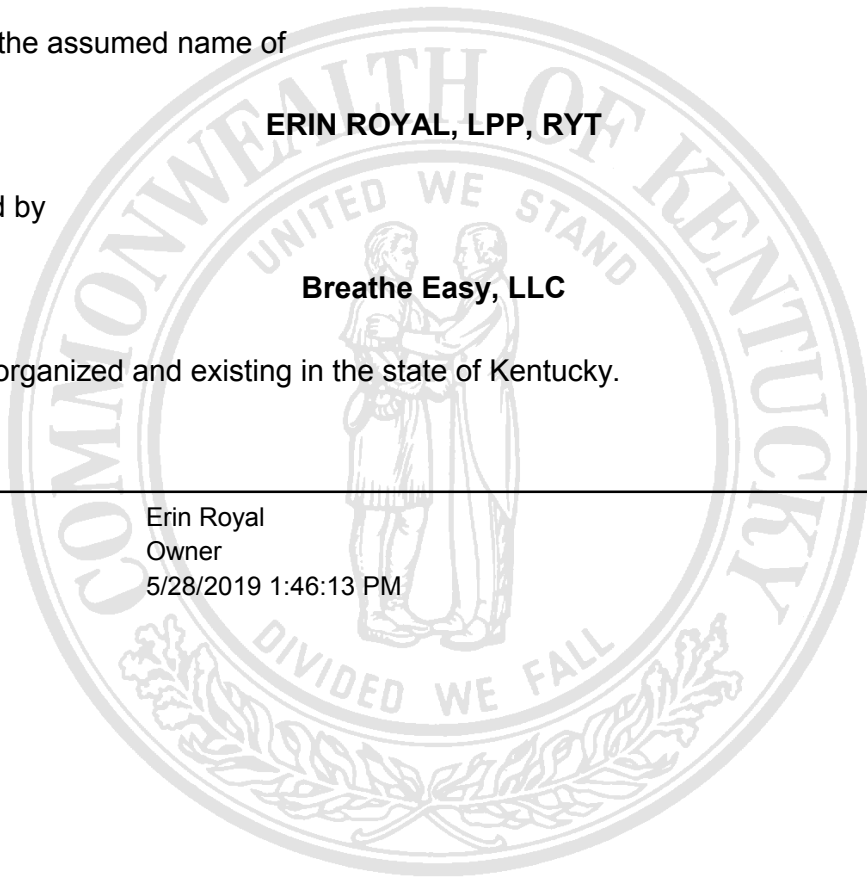 the assumed name of
ERIN ROYAL, LPP, RYT
d by
Breathe Easy, LLC
organized and existing in the state of Kentucky.
Erin Royal
Owner
5/28/2019 1:46:13 PM
COMMONWEALTH OF KENTUCKY
UNITED WE STAND
DIVIDED WE FALL